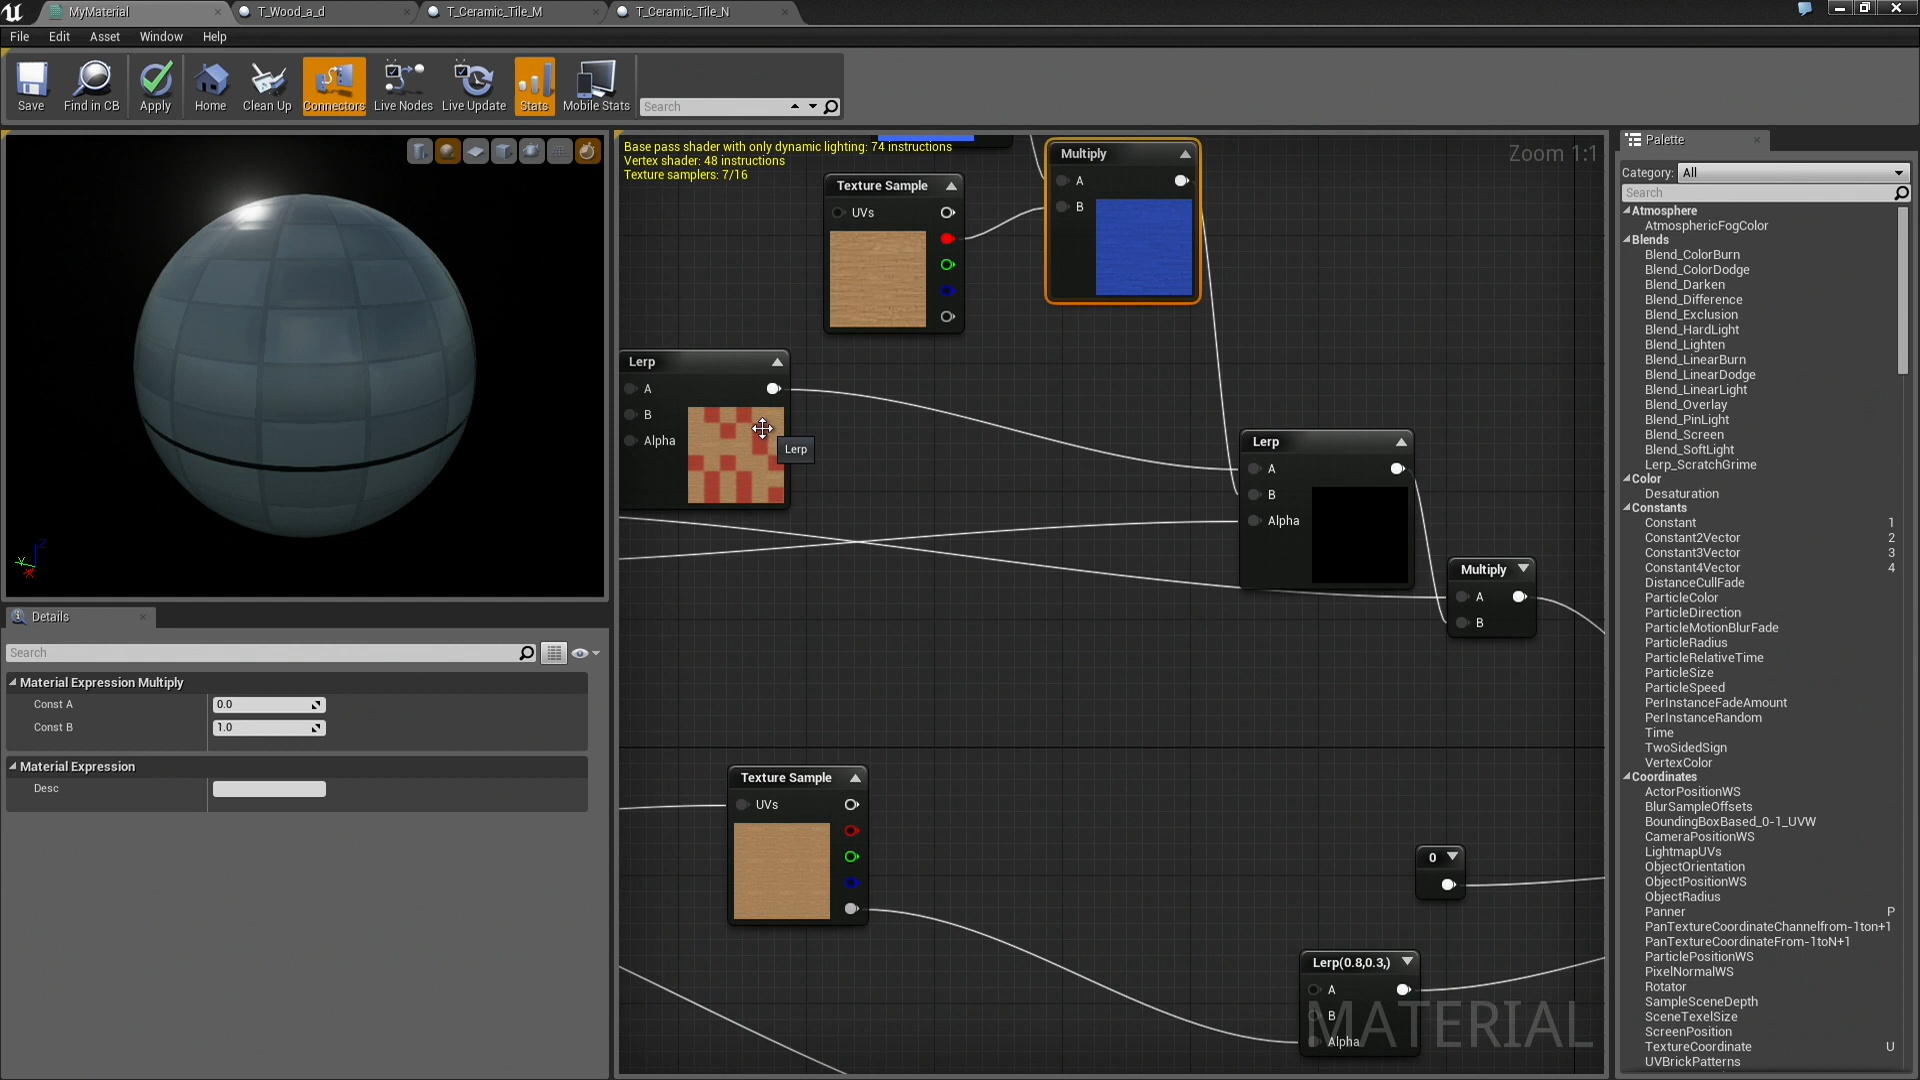 MyMaterial
T_Wood_a_d
T_Ceramic_Tile_M
T_Ceramic_Tile_N
File Edit Asset Window Help
Save
Find in CB
Apply
Home
Clean Up
Connectors
Live Nodes
Live Update
Stats
Mobile Stats
Search
Base pass shader with only dynamic lighting: 74 instructions
Vertex shader: 48 instructions
Texture samplers: 7/16
Zoom 1:1
Multiply
A
B
Texture Sample
UVs
Lerp
A
B
Alpha
Lerp
Lerp
A
B
Alpha
Multiply
A
B
Texture Sample
UVs
0
Lerp(0.8,0.3,)
A
B
Alpha
MATERIAL
Z
Y
X
Details
Search
Material Expression Multiply
Const A 0.0
Const B 1.0
Material Expression
Desc
Palette
Category: All
Search
Atmosphere
AtmosphericFogColor
Blends
Blend_ColorBurn
Blend_ColorDodge
Blend_Darken
Blend_Difference
Blend_Exclusion
Blend_HardLight
Blend_Lighten
Blend_LinearBurn
Blend_LinearDodge
Blend_LinearLight
Blend_Overlay
Blend_PinLight
Blend_Screen
Blend_SoftLight
Lerp_ScratchGrime
Color
Desaturation
Constants
Constant 1
Constant2Vector 2
Constant3Vector 3
Constant4Vector 4
DistanceCullFade
ParticleColor
ParticleDirection
ParticleMotionBlurFade
ParticleRadius
ParticleRelativeTime
ParticleSize
ParticleSpeed
PerInstanceFadeAmount
PerInstanceRandom
Time
TwoSidedSign
VertexColor
Coordinates
ActorPositionWS
BlurSampleOffsets
BoundingBoxBased_0-1_UVW
CameraPositionWS
LightmapUVs
ObjectOrientation
ObjectPositionWS
ObjectRadius
Panner P
PanTextureCoordinateChannelfrom-1ton+1
PanTextureCoordinateFrom-1toN+1
ParticlePositionWS
PixelNormalWS
Rotator
SampleSceneDepth
SceneTexelSize
ScreenPosition
TextureCoordinate U
UVBrickPatterns